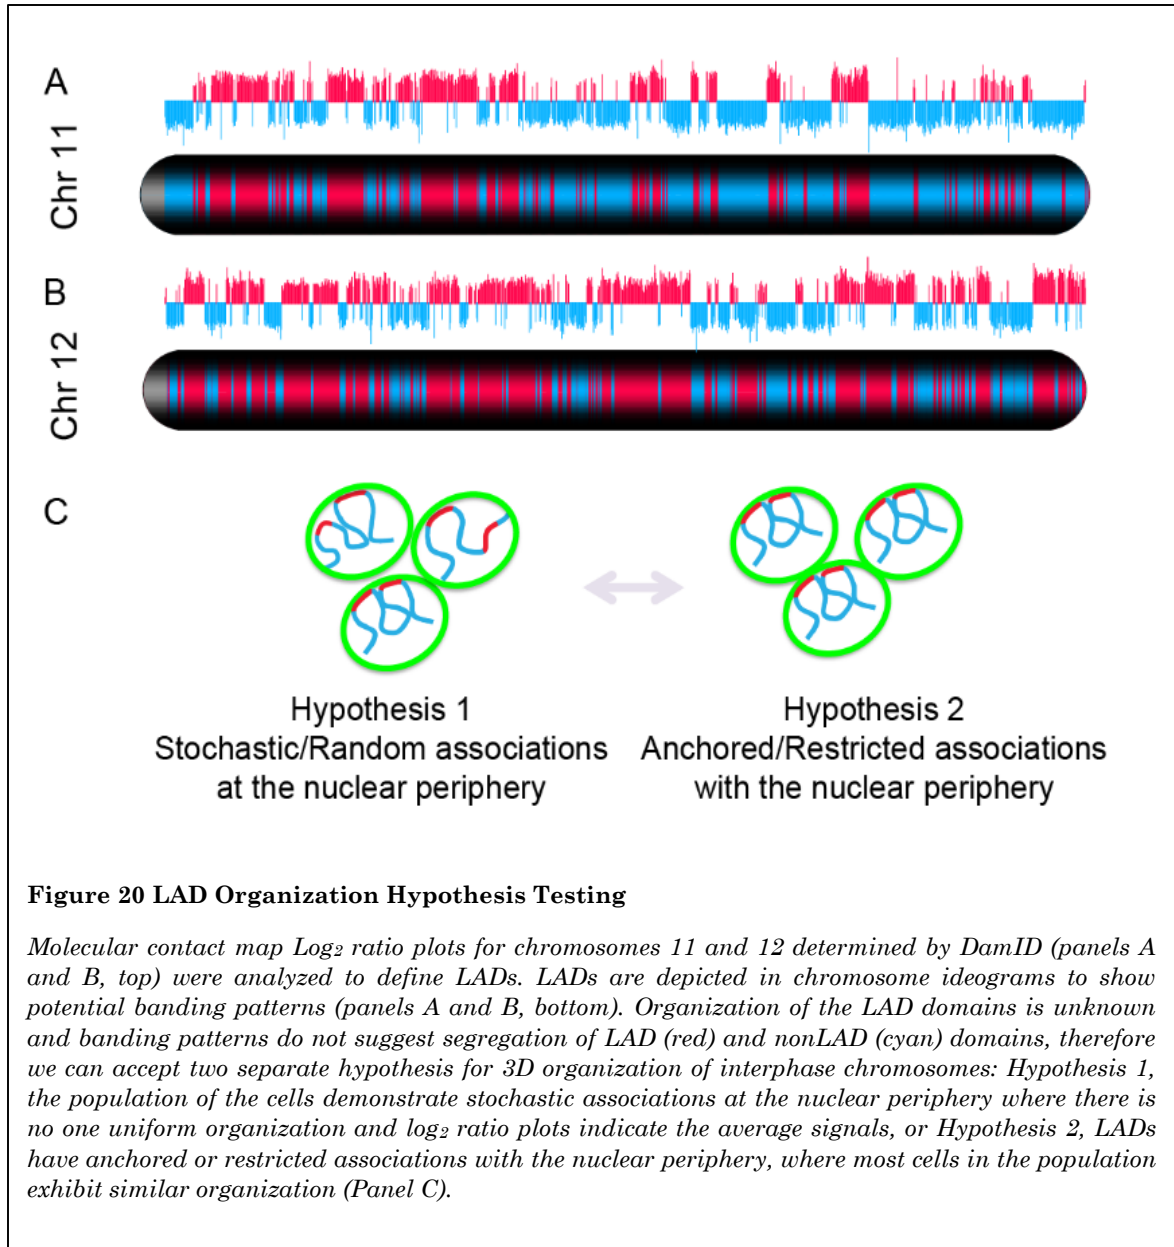 A
Chr 11
B
Chr 12
C
Hypothesis 1
Stochastic/Random associations
at the nuclear periphery
Hypothesis 2
Anchored/Restricted associations
with the nuclear periphery
Figure 20 LAD Organization Hypothesis Testing
Molecular contact map Log₂ ratio plots for chromosomes 11 and 12 determined by DamID (panels A
and B, top) were analyzed to define LADs. LADs are depicted in chromosome ideograms to show
potential banding patterns (panels A and B, bottom). Organization of the LAD domains is unknown
and banding patterns do not suggest segregation of LAD (red) and nonLAD (cyan) domains, therefore
we can accept two separate hypothesis for 3D organization of interphase chromosomes: Hypothesis 1,
the population of the cells demonstrate stochastic associations at the nuclear periphery where there is
no one uniform organization and log₂ ratio plots indicate the average signals, or Hypothesis 2, LADs
have anchored or restricted associations with the nuclear periphery, where most cells in the population
exhibit similar organization (Panel C).